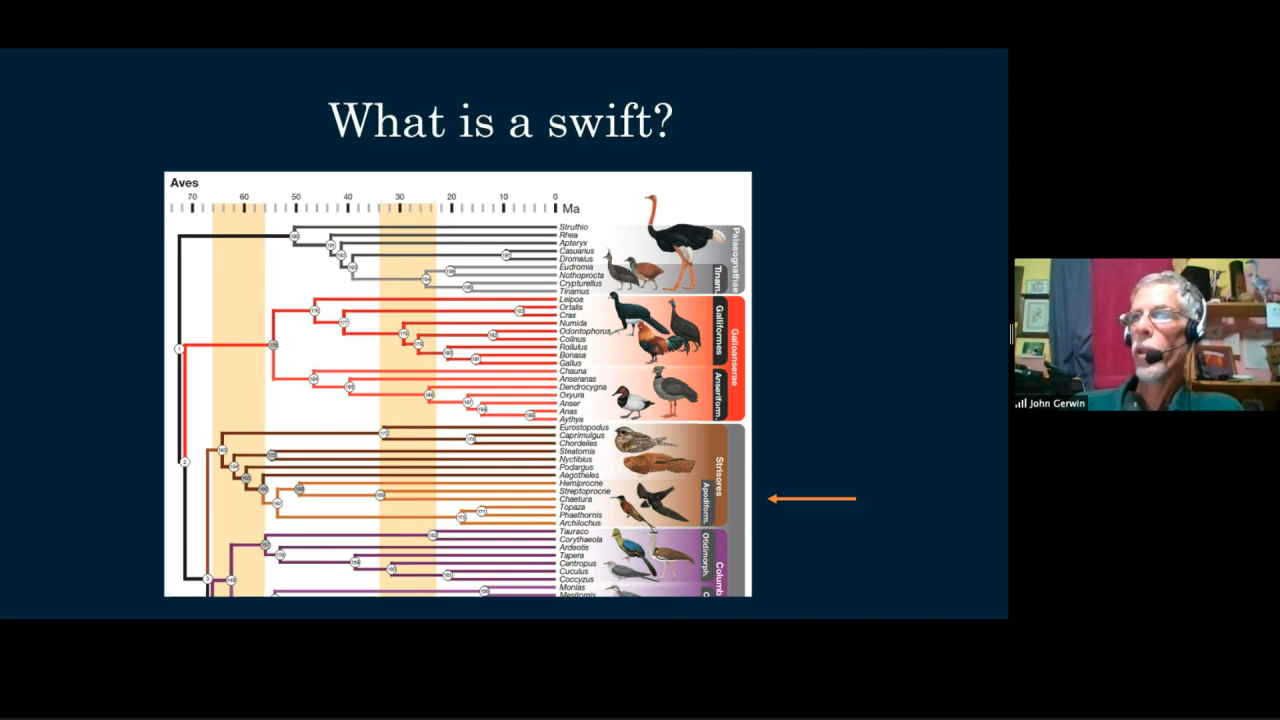 What is a swift?
Aves
70 60 50 40 30 20 10 0 Ma
Struthio
Rhea
Apteryx
Casuarius
Dromaius
Eudromia
Nothoprocta
Crypturellus
Tinamus
Palaeognathae
Tinam.
Leipoa
Ortalis
Crax
Numida
Odontophorus
Colinus
Rollulus
Bonasa
Gallus
Galliformes
Galloanserae
Chauna
Anseranas
Dendrocygna
Oxyura
Anser
Anas
Aythya
Anseriform.
Eurostopodus
Caprimulgus
Chordeiles
Steatornis
Nyctibius
Podargus
Aegotheles
Hemiprocne
Streptoprocne
Chaetura
Topaza
Phaethornis
Archilochus
Strisores
Apodiform.
Tauraco
Corythaeola
Ardeotis
Tapera
Centropus
Cuculus
Coccyzus
Otidimorph.
Columb
Monias
Mesitornis
John Gerwin